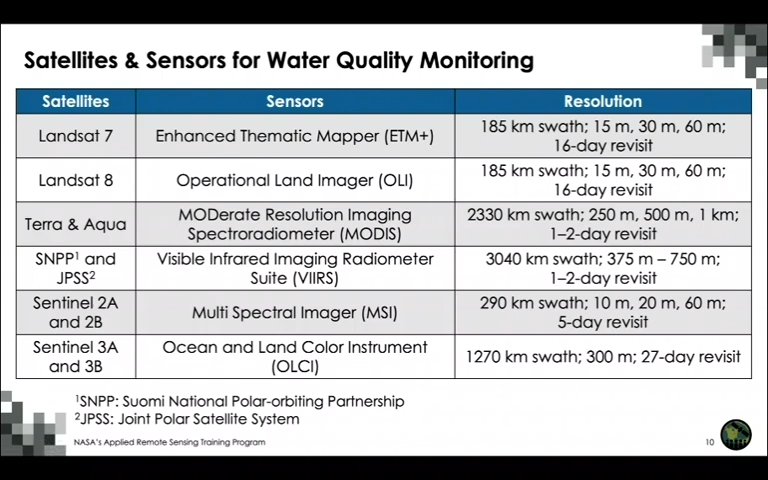 Satellites & Sensors for Water Quality Monitoring
Satellites Sensors Resolution
Landsat 7 Enhanced Thematic Mapper (ETM+) 185 km swath; 15 m, 30 m, 60 m;
16-day revisit
Landsat 8 Operational Land Imager (OLI) 185 km swath; 15 m, 30 m, 60 m;
16-day revisit
Terra & Aqua MODerate Resolution Imaging
Spectroradiometer (MODIS) 2330 km swath; 250 m, 500 m, 1 km;
1–2-day revisit
SNPP¹ and
JPSS² Visible Infrared Imaging Radiometer
Suite (VIIRS) 3040 km swath; 375 m – 750 m;
1–2-day revisit
Sentinel 2A
and 2B Multi Spectral Imager (MSI) 290 km swath; 10 m, 20 m, 60 m;
5-day revisit
Sentinel 3A
and 3B Ocean and Land Color Instrument
(OLCI) 1270 km swath; 300 m; 27-day revisit
¹SNPP: Suomi National Polar-orbiting Partnership
²JPSS: Joint Polar Satellite System
NASA's Applied Remote Sensing Training Program 10